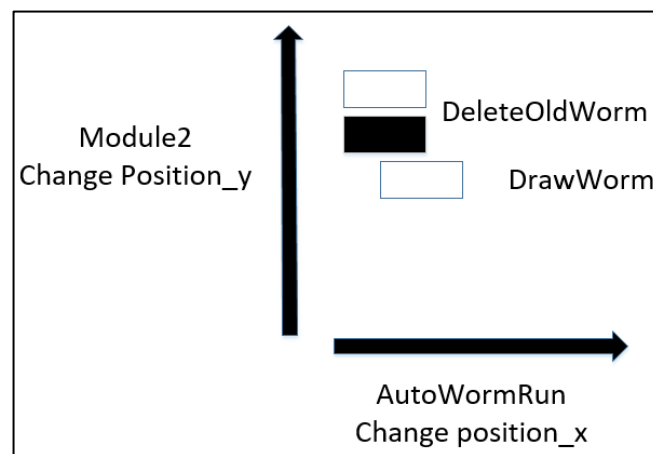 Module2
Change Position_y
DeleteOldWorm
DrawWorm
AutoWormRun
Change position_x